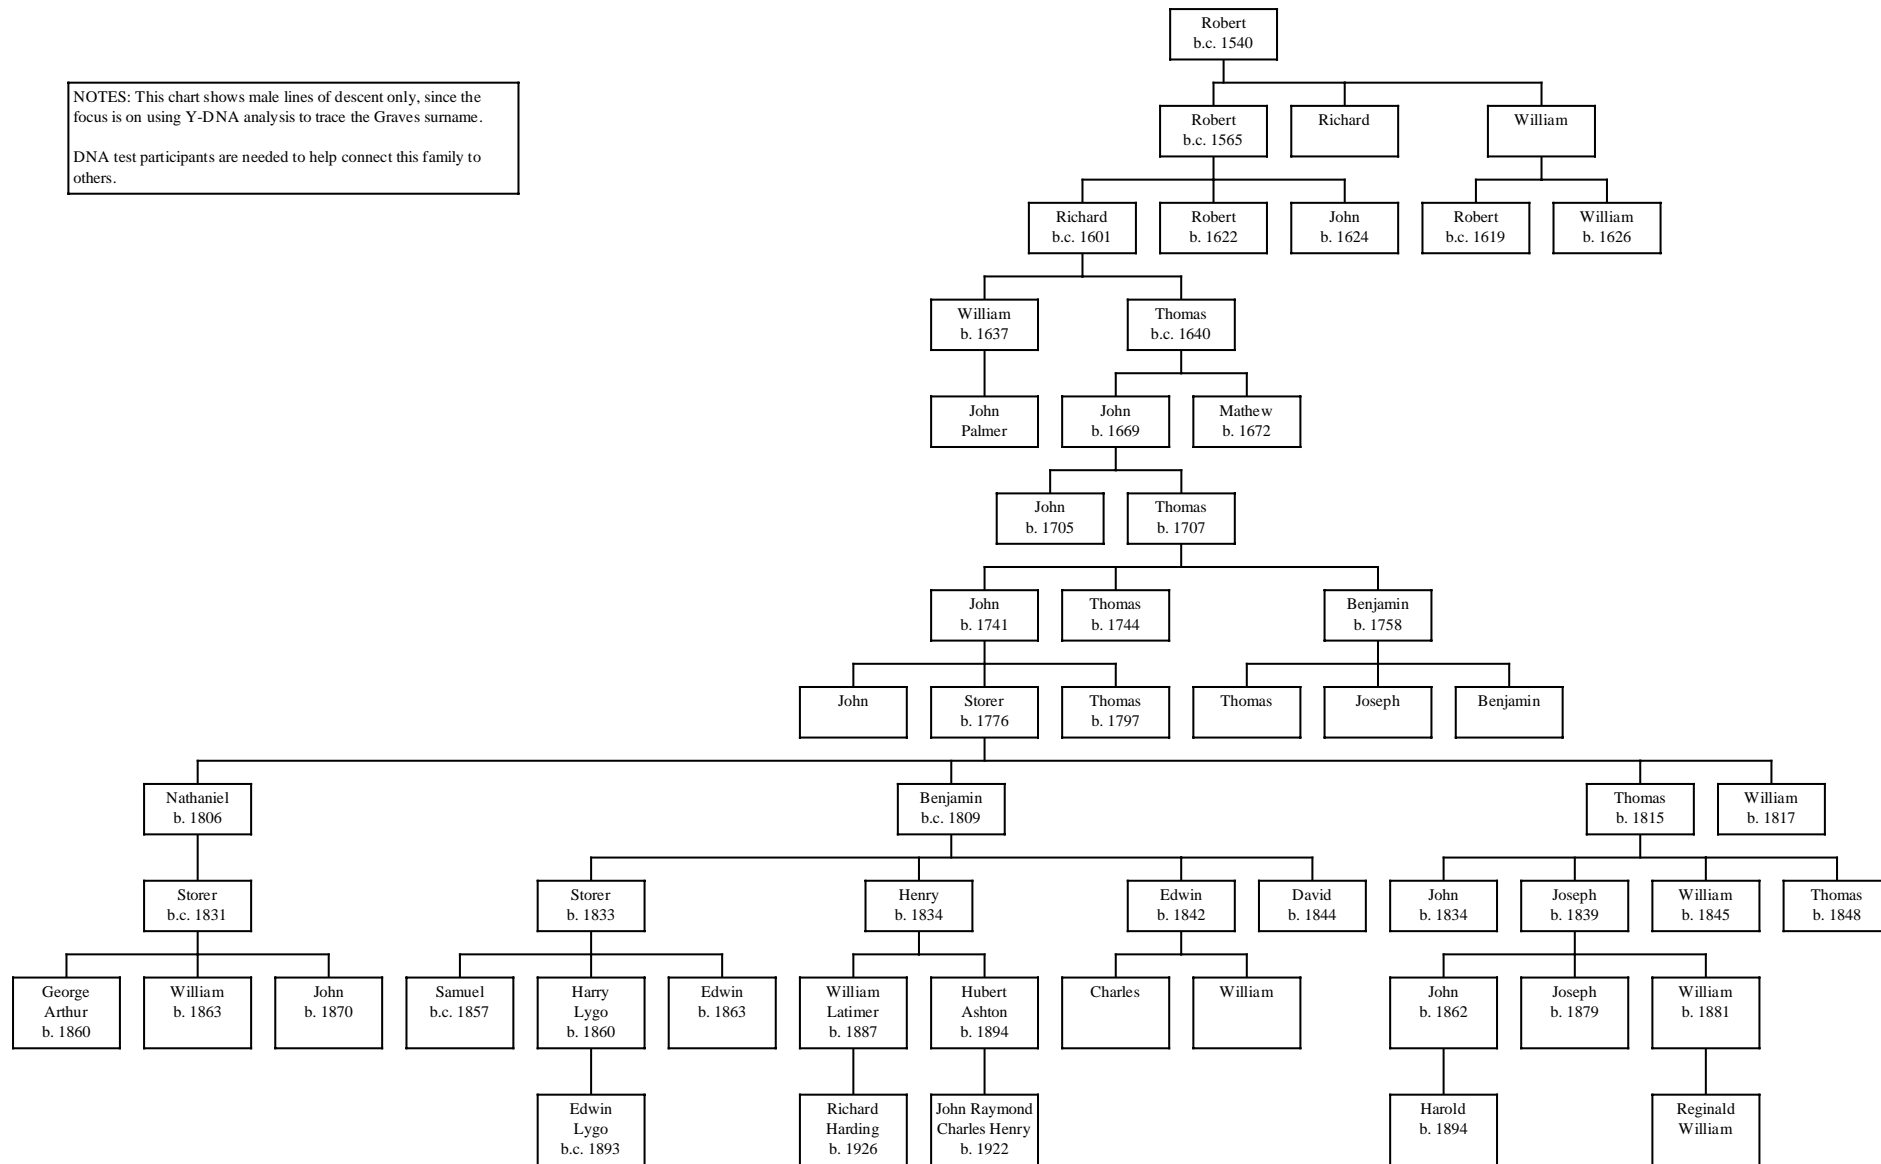 Robert
b.c. 1540
NOTES: This chart shows male lines of descent only, since the
focus is on using Y-DNA analysis to trace the Graves surname.
DNA test participants are needed to help connect this family to
others.
Robert
b.c. 1565
Richard
William
Richard
b.c. 1601
Robert
b. 1622
John
b. 1624
Robert
b.c. 1619
William
b. 1626
William
b. 1637
Thomas
b.c. 1640
John
Palmer
John
b. 1669
Mathew
b. 1672
John
b. 1705
Thomas
b. 1707
John
b. 1741
Thomas
b. 1744
Benjamin
b. 1758
John
Storer
b. 1776
Thomas
b. 1797
Thomas
Joseph
Benjamin
Nathaniel
b. 1806
Benjamin
b.c. 1809
Thomas
b. 1815
William
b. 1817
Storer
b.c. 1831
Storer
b. 1833
Henry
b. 1834
Edwin
b. 1842
David
b. 1844
John
b. 1834
Joseph
b. 1839
William
b. 1845
Thomas
b. 1848
George
Arthur
b. 1860
William
b. 1863
John
b. 1870
Samuel
b.c. 1857
Harry
Lygo
b. 1860
Edwin
b. 1863
William
Latimer
b. 1887
Hubert
Ashton
b. 1894
Charles
William
John
b. 1862
Joseph
b. 1879
William
b. 1881
Edwin
Lygo
b.c. 1893
Richard
Harding
b. 1926
John Raymond
Charles Henry
b. 1922
Harold
b. 1894
Reginald
William